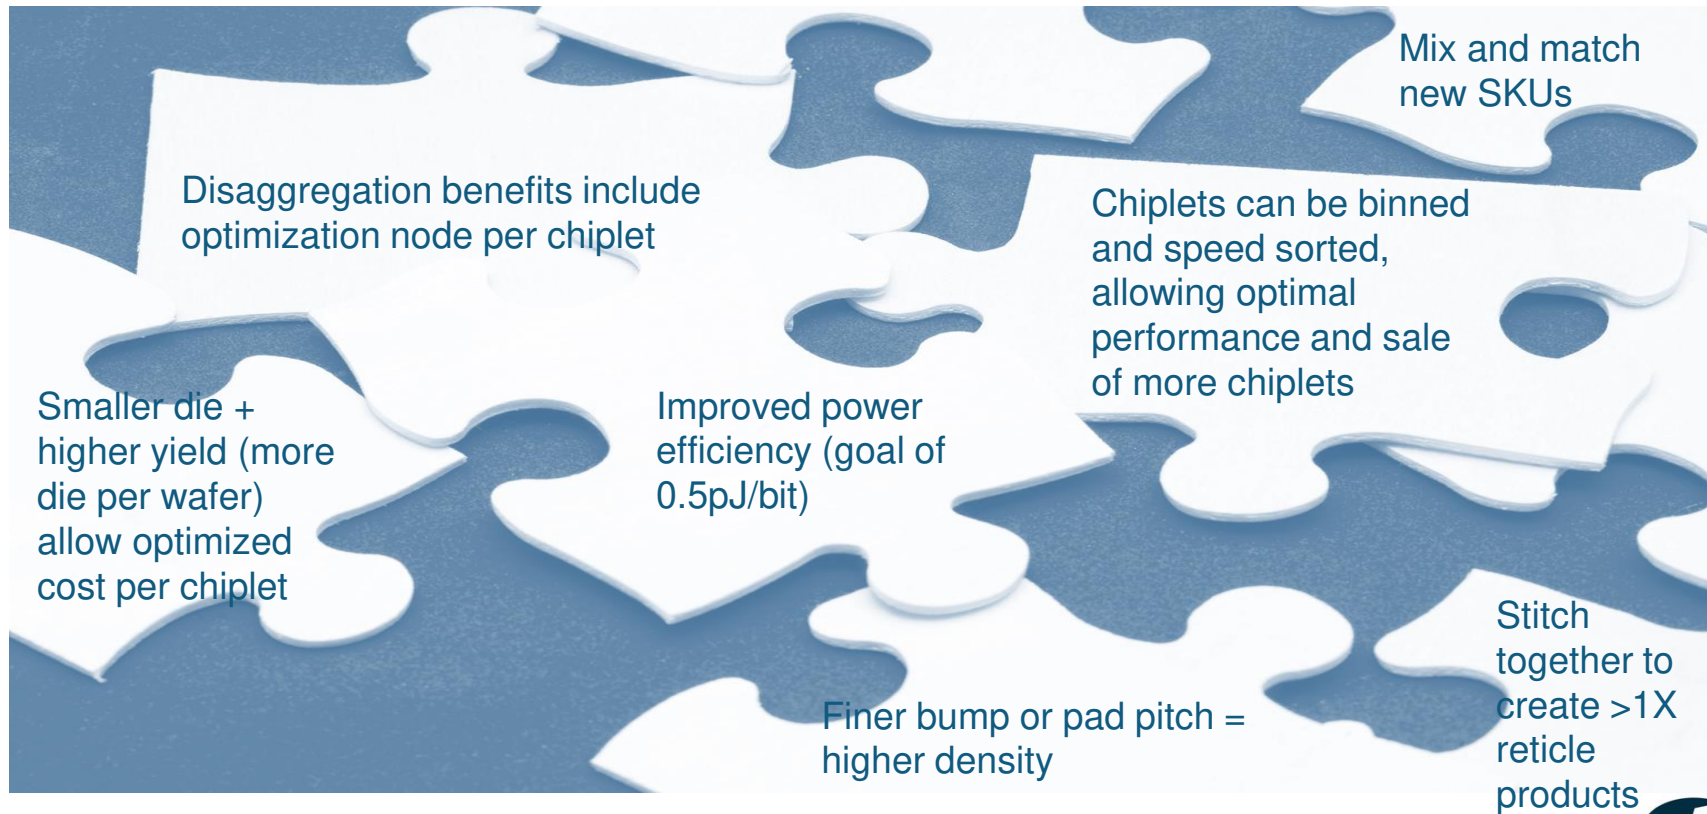 Mix and match
new SKUs
Disaggregation benefits include
optimization node per chiplet
Chiplets can be binned
and speed sorted,
allowing optimal
performance and sale
of more chiplets
Smaller die +
higher yield (more
die per wafer)
allow optimized
cost per chiplet
Improved power
efficiency (goal of
0.5pJ/bit)
Finer bump or pad pitch =
higher density
Stitch
together to
create >1X
reticle
products